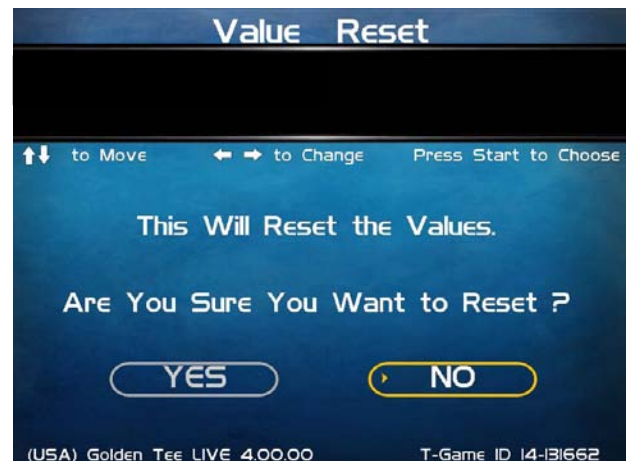 Value Reset
↑↓ to Move ← → to Change Press Start to Choose
This Will Reset the Values.
Are You Sure You Want to Reset ?
YES NO
(USA) Golden Tee LIVE 4.00.00 T-Game ID 14-131662